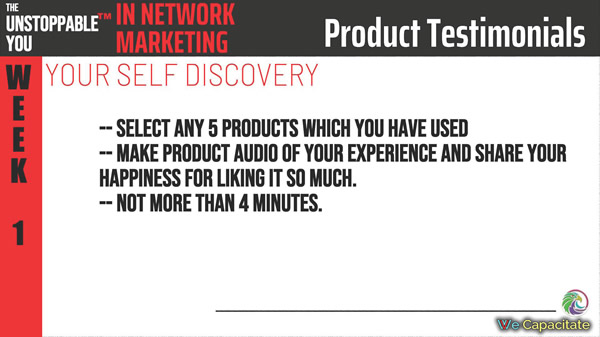 THE
UNSTOPPABLE™
YOU
IN NETWORK
MARKETING
Product Testimonials
WEEK 1
YOUR SELF DISCOVERY
-- SELECT ANY 5 PRODUCTS WHICH YOU HAVE USED
-- MAKE PRODUCT AUDIO OF YOUR EXPERIENCE AND SHARE YOUR
HAPPINESS FOR LIKING IT SO MUCH.
-- NOT MORE THAN 4 MINUTES.
We Capacitate